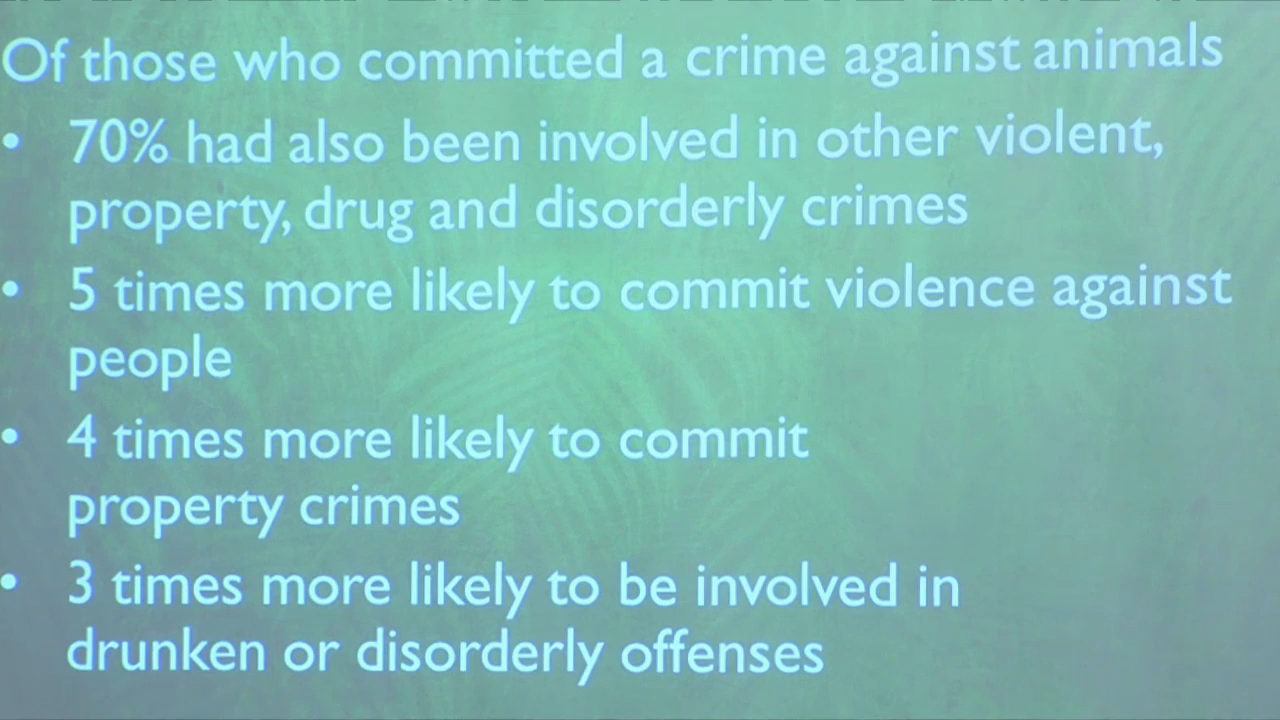 Of those who committed a crime against animals
• 70% had also been involved in other violent,
property, drug and disorderly crimes
• 5 times more likely to commit violence against
people
• 4 times more likely to commit
property crimes
• 3 times more likely to be involved in
drunken or disorderly offenses